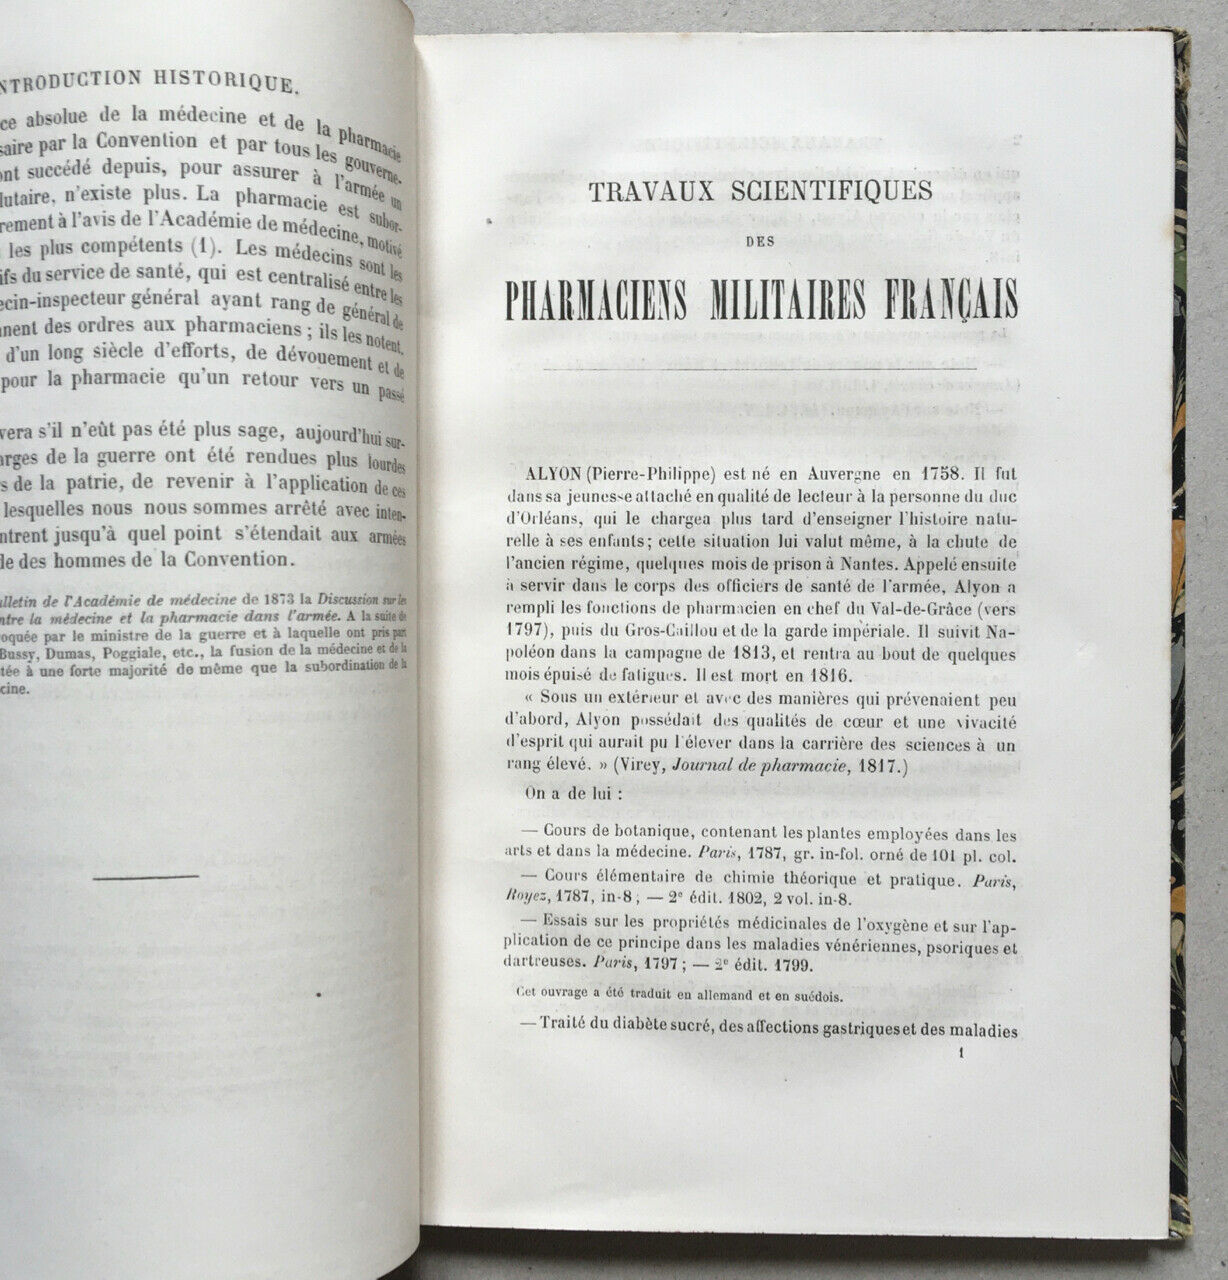 INTRODUCTION HISTORIQUE.
ce absolue de la médecine et de la pharmacie
saire par la Convention et par tous les gouverne-
ont succédé depuis, pour assurer à l'armée un
lutaire, n'existe plus. La pharmacie est subor-
rement à l'avis de l'Académie de médecine, motivé
les plus compétents (1). Les médecins sont les
ifs du service de santé, qui est centralisé entre les
ecin-inspecteur général ayant rang de général de
nent des ordres aux pharmaciens ; ils les notent.
d'un long siècle d'efforts, de dévouement et de
pour la pharmacie qu'un retour vers un passé
vera s'il n'eût pas été plus sage, aujourd'hui sur-
arges de la guerre ont été rendues plus lourdes
s de la patrie, de revenir à l'application de ces
lesquelles nous nous sommes arrêté avec inten-
ntrent jusqu'à quel point s'étendait aux armées
de des hommes de la Convention.
ulletin de l'Académie de médecine de 1873 la Discussion sur les
ntre la médecine et la pharmacie dans l'armée. A la suite de
oquée par le ministre de la guerre et à laquelle ont pris part
Bussy, Dumas, Poggiale, etc., la fusion de la médecine et de la
tée à une forte majorité de même que la subordination de la
cine.
TRAVAUX SCIENTIFIQUES
DES
PHARMACIENS MILITAIRES FRANÇAIS
ALYON (Pierre-Philippe) est né en Auvergne en 1758. Il fut
dans sa jeunesse attaché en qualité de lecteur à la personne du duc
d'Orléans, qui le chargea plus tard d'enseigner l'histoire natu-
relle à ses enfants ; cette situation lui valut même, à la chute de
l'ancien régime, quelques mois de prison à Nantes. Appelé ensuite
à servir dans le corps des officiers de santé de l'armée, Alyon a
rempli les fonctions de pharmacien en chef du Val-de-Grâce (vers
1797), puis du Gros-Caillou et de la garde impériale. Il suivit Na-
poléon dans la campagne de 1813, et rentra au bout de quelques
mois épuisé de fatigues. Il est mort en 1816.
« Sous un extérieur et avec des manières qui prévenaient peu
d'abord, Alyon possédait des qualités de cœur et une vivacité
d'esprit qui aurait pu l'élever dans la carrière des sciences à un
rang élevé. » (Virey, Journal de pharmacie, 1817.)
On a de lui :
— Cours de botanique, contenant les plantes employées dans les
arts et dans la médecine. Paris, 1787, gr. in-fol. orné de 101 pl. col.
— Cours élémentaire de chimie théorique et pratique. Paris,
Royez, 1787, in-8 ; — 2e édit. 1802, 2 vol. in-8.
— Essais sur les propriétés médicinales de l'oxygène et sur l'ap-
plication de ce principe dans les maladies vénériennes, psoriques et
dartreuses. Paris, 1797 ; — 2e édit. 1799.
Cet ouvrage a été traduit en allemand et en suédois.
— Traité du diabète sucré, des affections gastriques et des maladies
1